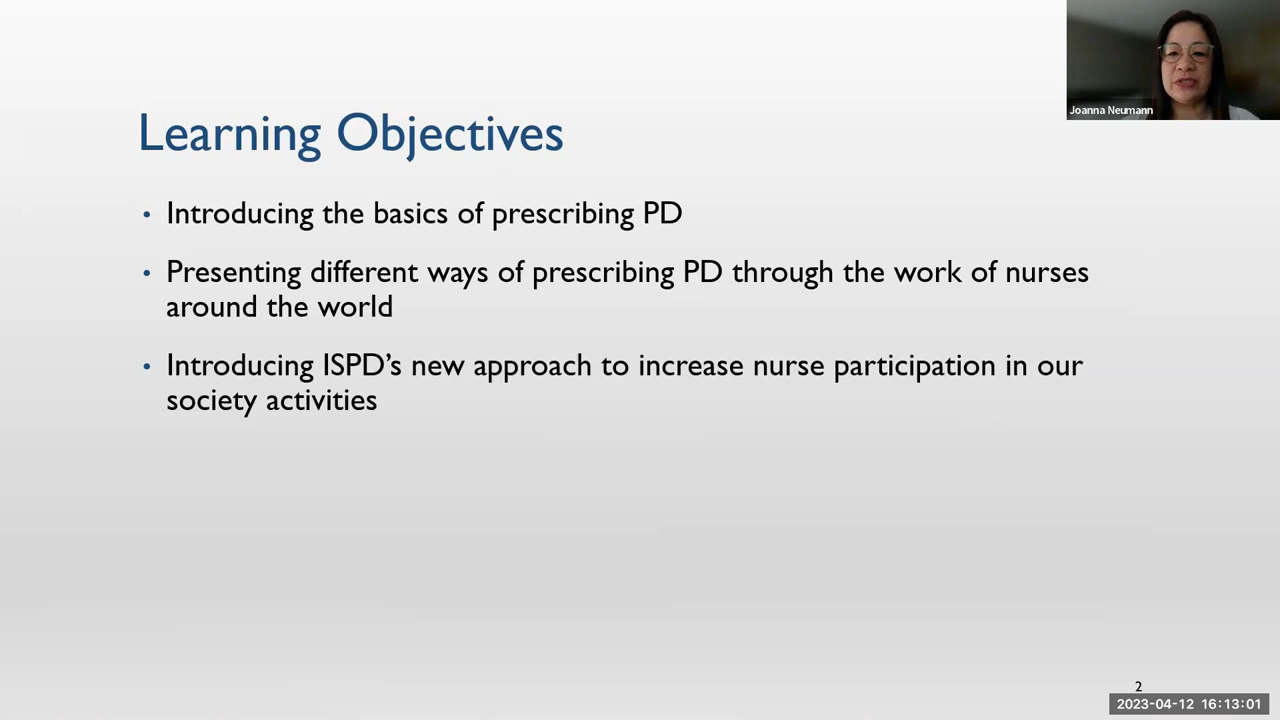 Joanna Neumann
Learning Objectives
• Introducing the basics of prescribing PD
• Presenting different ways of prescribing PD through the work of nurses
around the world
• Introducing ISPD’s new approach to increase nurse participation in our
society activities
2
2023-04-12 16:13:01